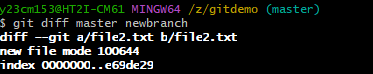 y23cm153@HT2I-CM61 MINGW64 /z/gitdemo (master)
$ git diff master newbranch
diff --git a/file2.txt b/file2.txt
new file mode 100644
index 0000000..e69de29